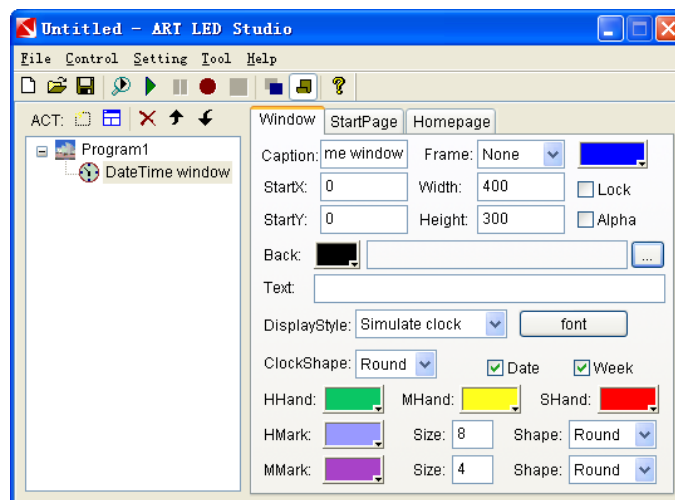 Untitled - ART LED Studio
File Control Setting Tool Help
ACT:
Window StartPage Homepage
Program1
DateTime window
Caption: me window Frame: None
StartX: 0 Width: 400 Lock
StartY: 0 Height: 300 Alpha
Back: ...
Text:
DisplayStyle: Simulate clock font
ClockShape: Round Date Week
HHand: MHand: SHand:
HMark: Size: 8 Shape: Round
MMark: Size: 4 Shape: Round